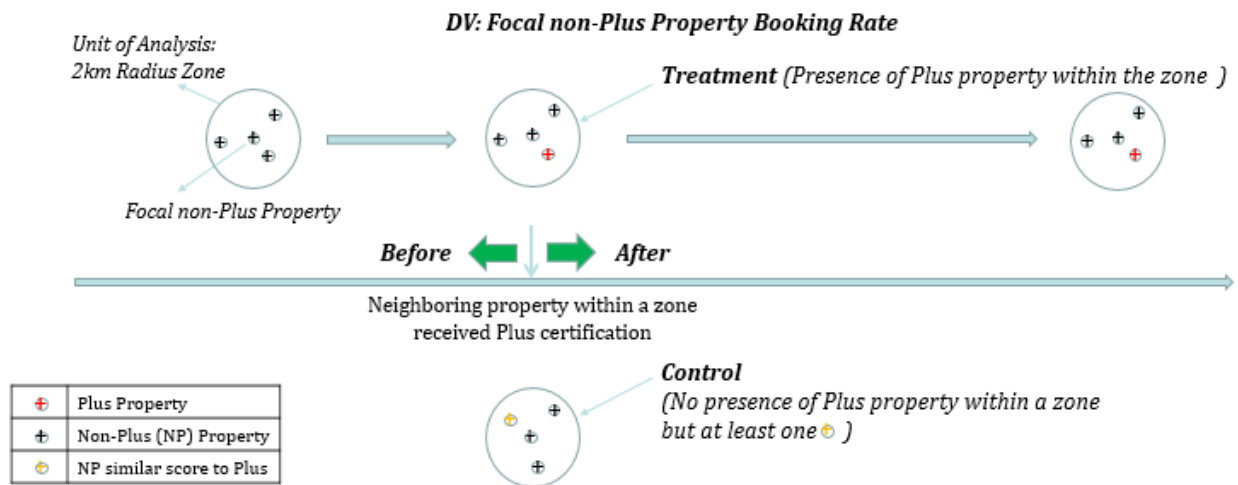 DV: Focal non-Plus Property Booking Rate
Unit of Analysis:
2km Radius Zone
Treatment (Presence of Plus property within the zone )
Focal non-Plus Property
Before
After
Neighboring property within a zone
received Plus certification
Control
(No presence of Plus property within a zone
but at least one )
Plus Property
Non-Plus (NP) Property
NP similar score to Plus